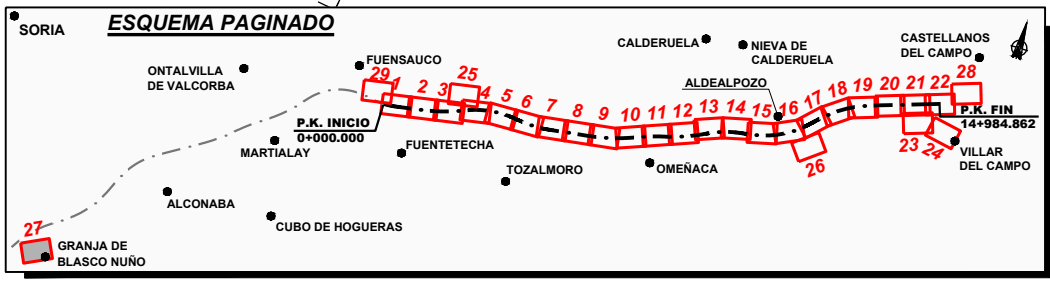 ESQUEMA PAGINADO
SORIA
CALDERUELA
NIEVA DE
CALDERUELA
CASTELLANOS
DEL CAMPO
ONTALVILLA
DE VALCORBA
FUENSAUCO
29
1
2
3
25
4
5
6
7
8
9
10
11
12
13
14
15
16
17
18
19
20
21
22
28
ALDEALPOZO
P.K. INICIO
0+000.000
P.K. FIN
14+984.862
MARTIALAY
FUENTETECHA
TOZALMORO
OMEÑACA
26
23
24
VILLAR
DEL CAMPO
ALCONABA
CUBO DE HOGUERAS
27
GRANJA DE
BLASCO NUÑO